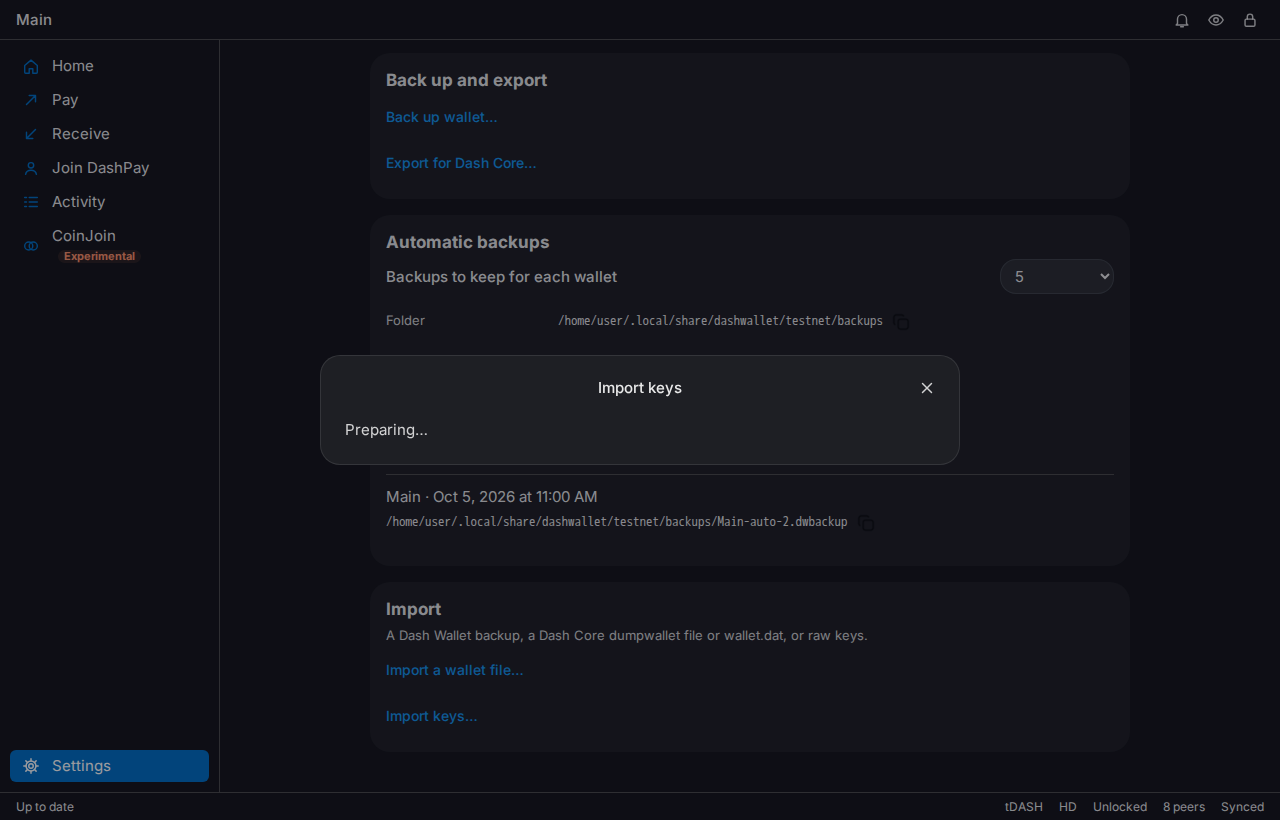 Main
Home
Pay
Receive
Join DashPay
Activity
CoinJoin
Experimental
Settings
Back up and export
Back up wallet...
Export for Dash Core...
Automatic backups
Backups to keep for each wallet
5
Folder
/home/user/.local/share/dashwallet/testnet/backups
Import keys
Preparing...
Main · Oct 5, 2026 at 11:00 AM
/home/user/.local/share/dashwallet/testnet/backups/Main-auto-2.dwbackup
Import
A Dash Wallet backup, a Dash Core dumpwallet file or wallet.dat, or raw keys.
Import a wallet file...
Import keys...
Up to date
tDASH
HD
Unlocked
8 peers
Synced